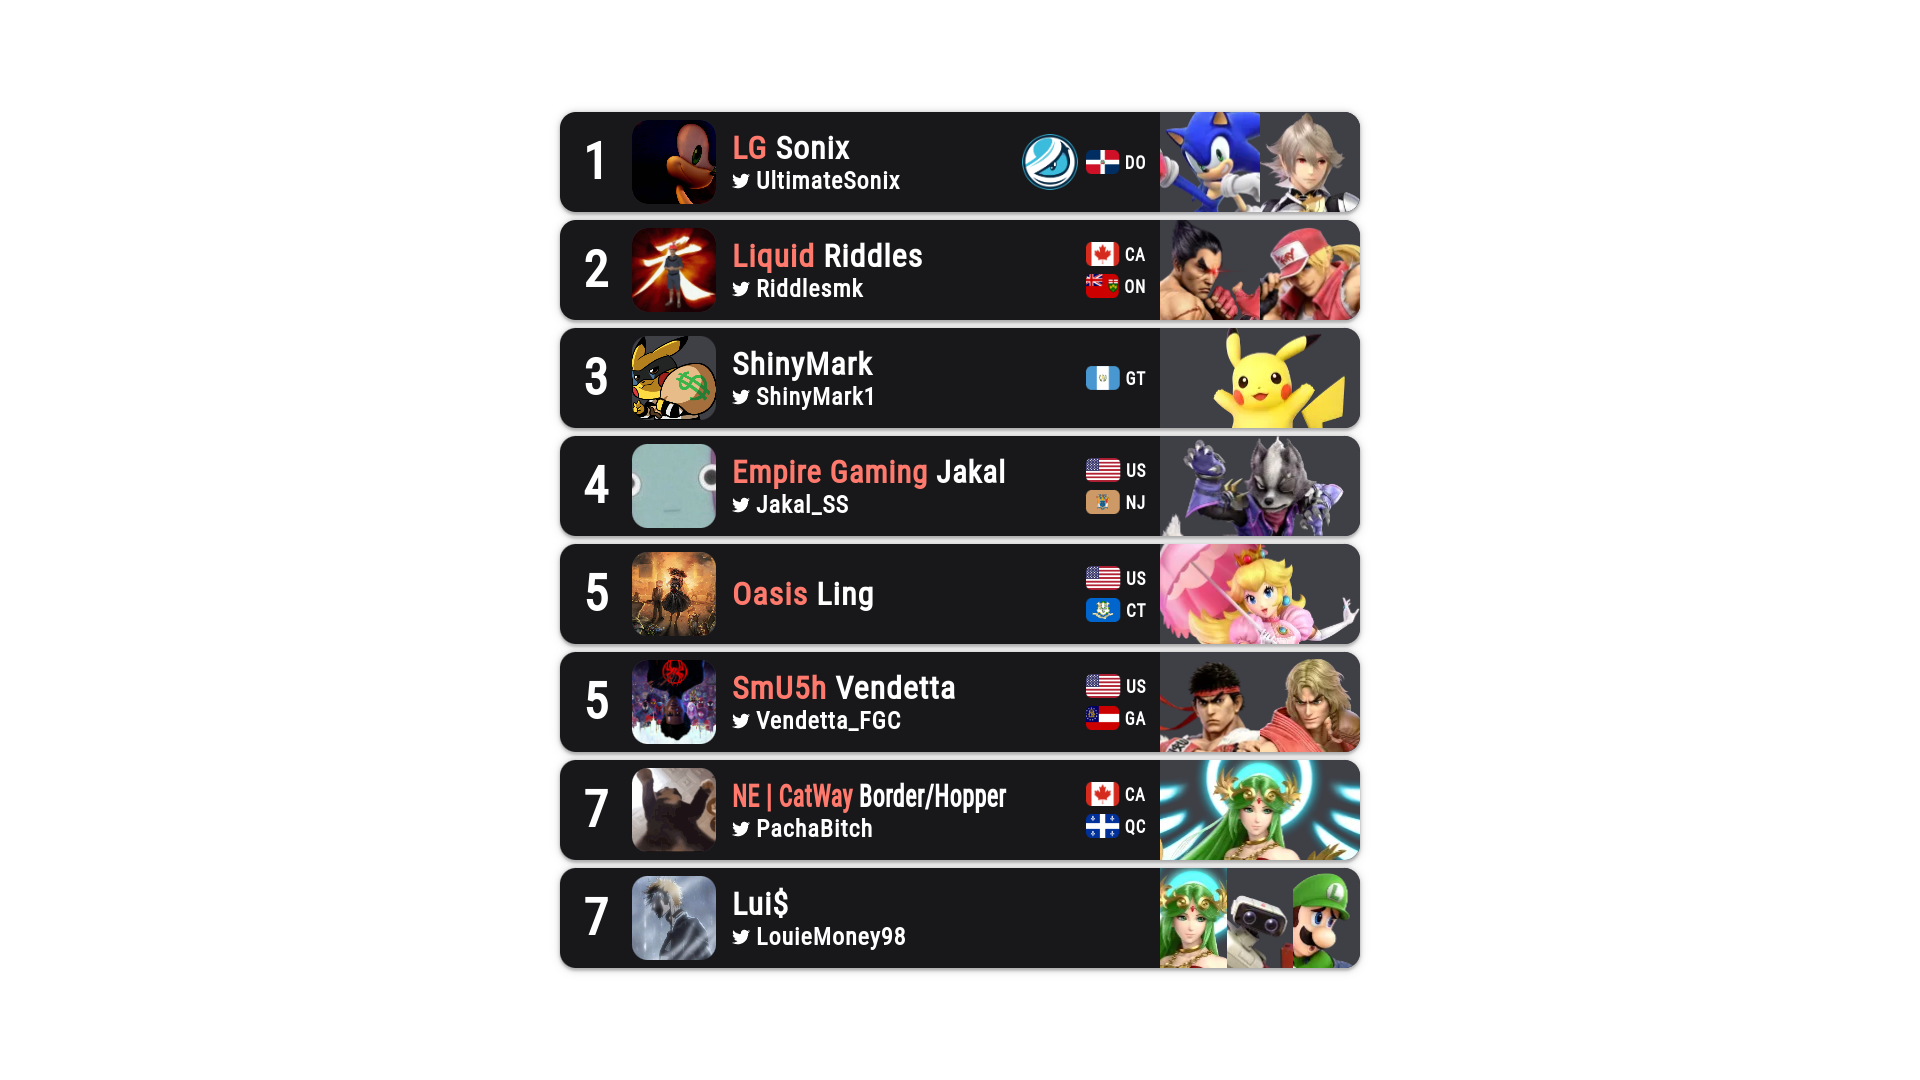 1
LG Sonix
UltimateSonix
DO
2
Liquid Riddles
Riddlesmk
CA
ON
3
ShinyMark
ShinyMark1
GT
4
Empire Gaming Jakal
Jakal_SS
US
NJ
5
Oasis Ling
US
CT
5
SmU5h Vendetta
Vendetta_FGC
US
GA
7
NE | CatWay Border/Hopper
PachaBitch
CA
QC
7
Lui$
LouieMoney98